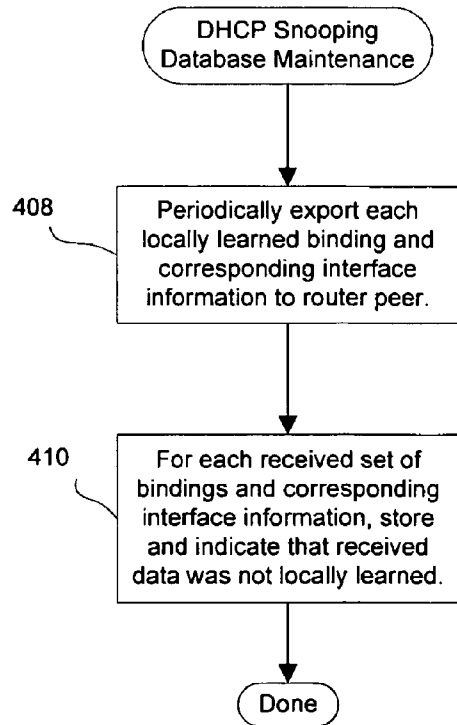 DHCP Snooping
Database Maintenance
408
Periodically export each
locally learned binding and
corresponding interface
information to router peer.
410
For each received set of
bindings and corresponding
interface information, store
and indicate that received
data was not locally learned.
Done